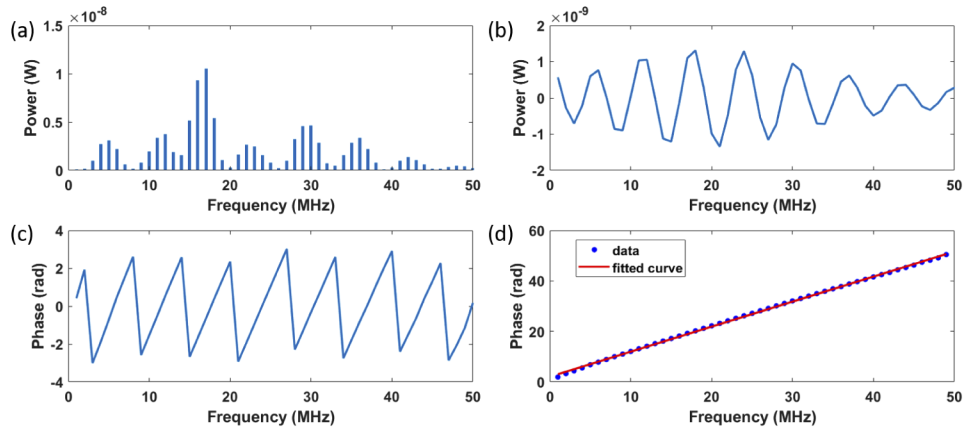 (a)
×10⁻⁸
1.5
1
0.5
0
Power (W)
0 10 20 30 40 50
Frequency (MHz)
(b)
×10⁻⁹
2
1
0
-1
-2
Power (W)
0 10 20 30 40 50
Frequency (MHz)
(c)
4
2
0
-2
-4
Phase (rad)
0 10 20 30 40 50
Frequency (MHz)
(d)
60
40
20
0
Phase (rad)
data
fitted curve
0 10 20 30 40 50
Frequency (MHz)